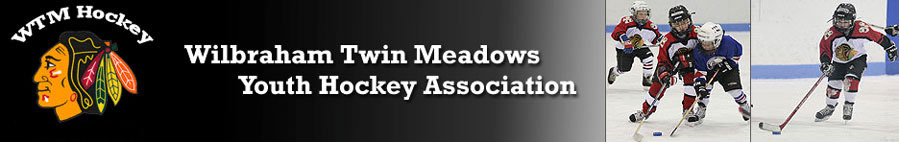 WTM Hockey
Wilbraham Twin Meadows
Youth Hockey Association